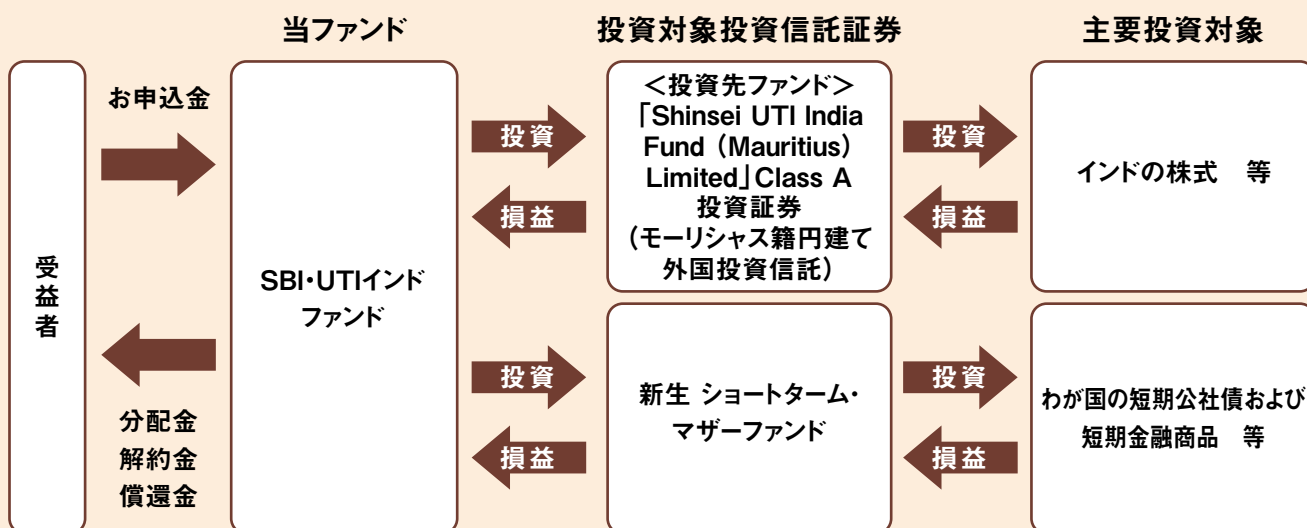 当ファンド
投資対象投資信託証券
主要投資対象
受益者
お申込金
分配金
解約金
償還金
SBI・UTIインド
ファンド
投資
損益
<投資先ファンド>
「Shinsei UTI India
Fund (Mauritius)
Limited」Class A
投資証券
(モーリシャス籍円建て
外国投資信託)
投資
損益
インドの株式 等
投資
損益
新生 ショートターム・
マザーファンド
投資
損益
わが国の短期公社債および
短期金融商品 等